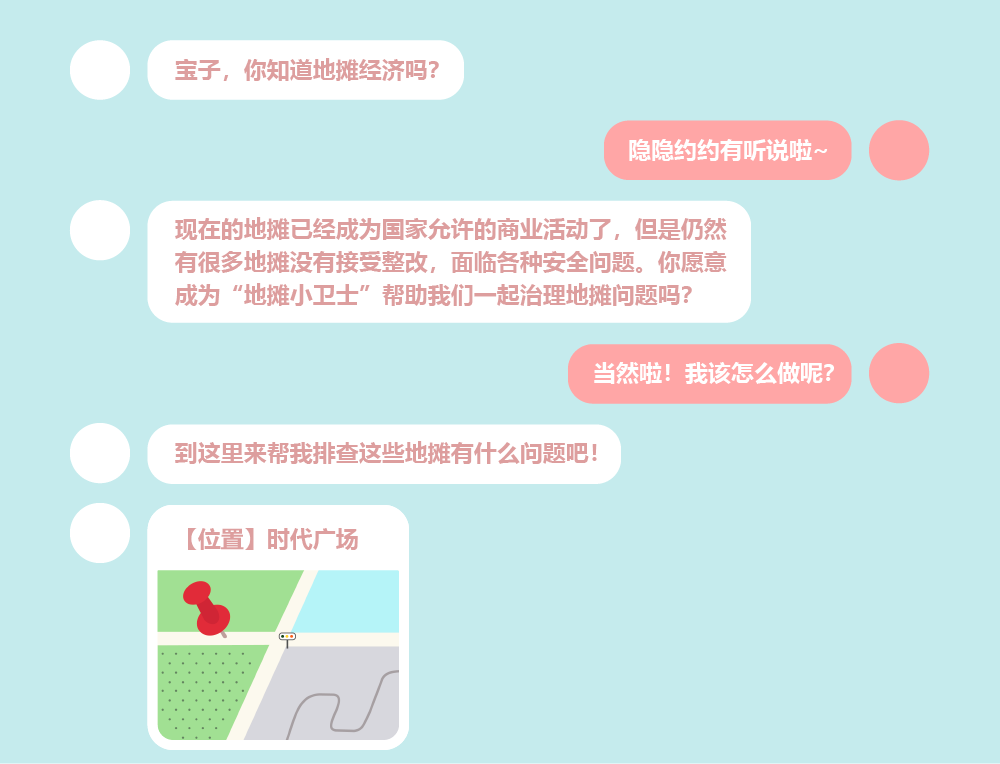 宝子，你知道地摊经济吗？
隐隐约约有听说啦~
现在的地摊已经成为国家允许的商业活动了，但是仍然
有很多地摊没有接受整改，面临各种安全问题。你愿意
成为“地摊小卫士”帮助我们一起治理地摊问题吗？
当然啦！我该怎么做呢？
到这里来帮我排查这些地摊有什么问题吧！
【位置】时代广场